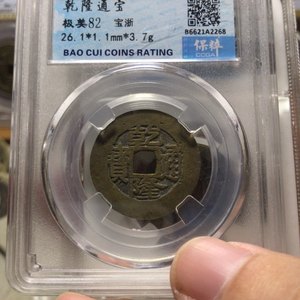 乾隆通宝
极美82 宝浙
26.1*1.1mm*3.7g
BAO CUI COINS RATING
B6621A2268
保粹
乾隆通寶